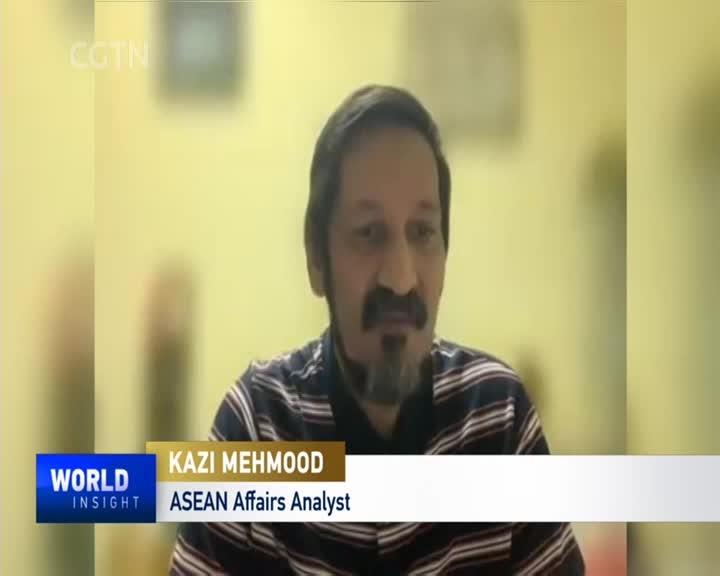 CGTN
KAZI MEHMOOD
WORLD
INSIGHT
ASEAN Affairs Analyst